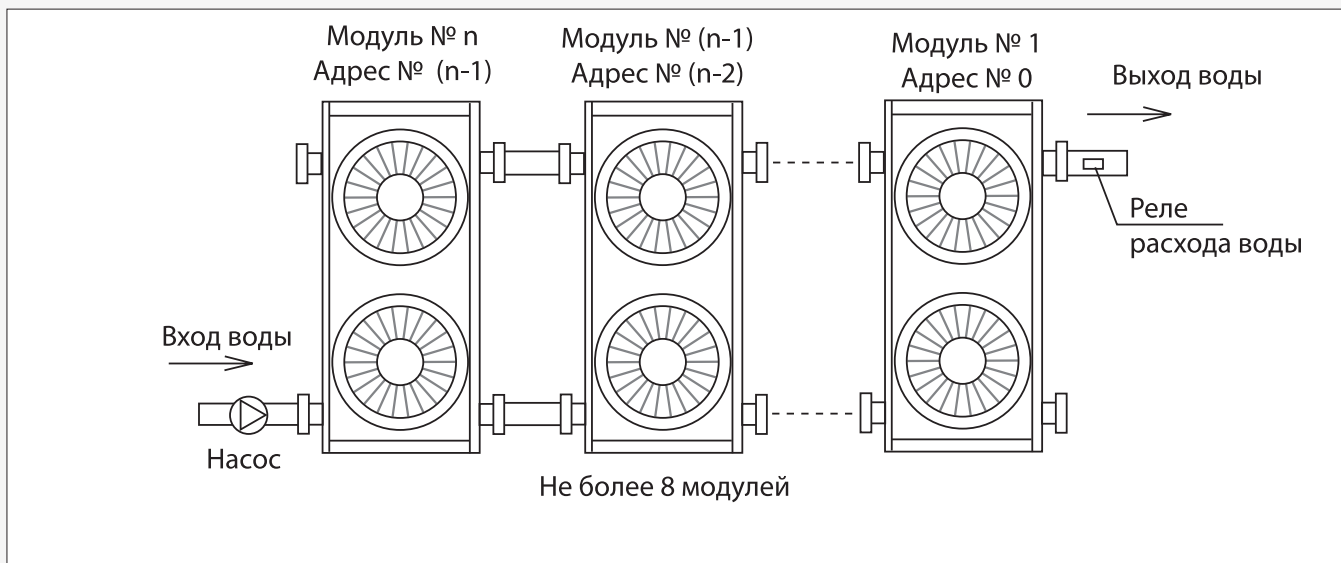 Модуль № n
Адрес № (n-1)
Модуль № (n-1)
Адрес № (n-2)
Модуль № 1
Адрес № 0
Выход воды
Реле
расхода воды
Вход воды
Насос
Не более 8 модулей